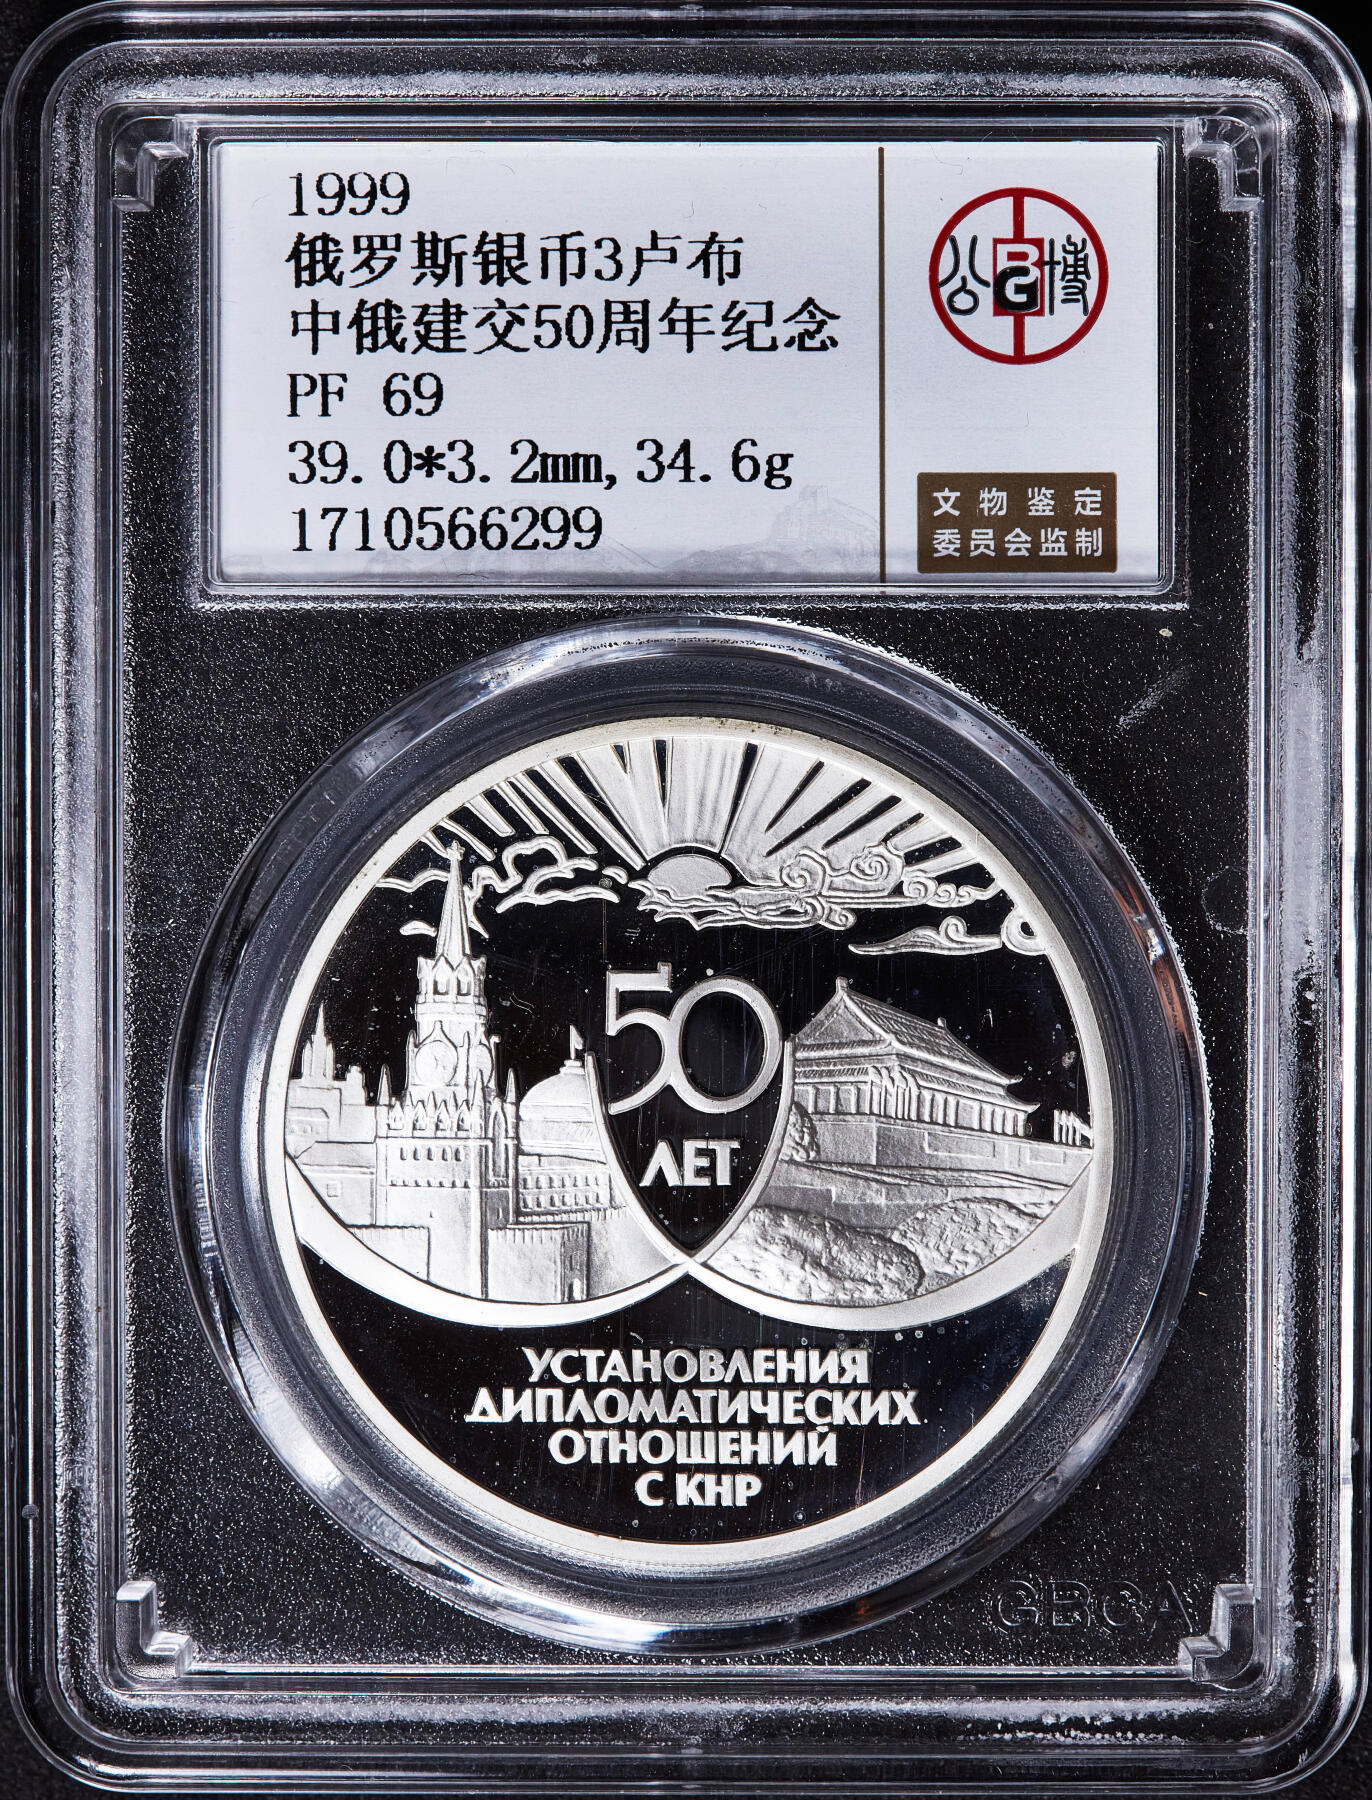 1999
俄罗斯银币3卢布
中俄建交50周年纪念
PF 69
39.0*3.2mm,34.6g
1710566299
公 BG 博
文物鉴定
委员会监制
50
ЛЕТ
УСТАНОВЛЕНИЯ
ДИПЛОМАТИЧЕСКИХ
ОТНОШЕНИЙ
С КНР
GBCA